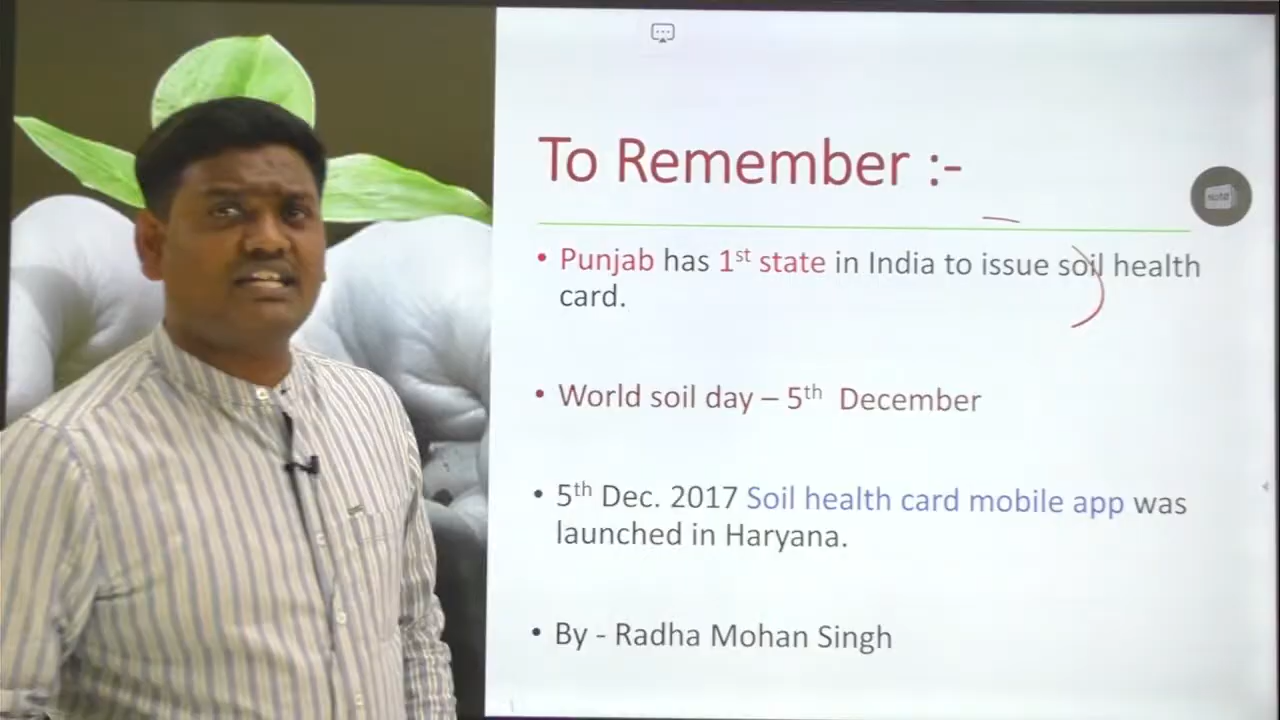 To Remember :-
• Punjab has 1st state in India to issue soil health
card.
• World soil day – 5th December
• 5th Dec. 2017 Soil health card mobile app was
launched in Haryana.
• By - Radha Mohan Singh